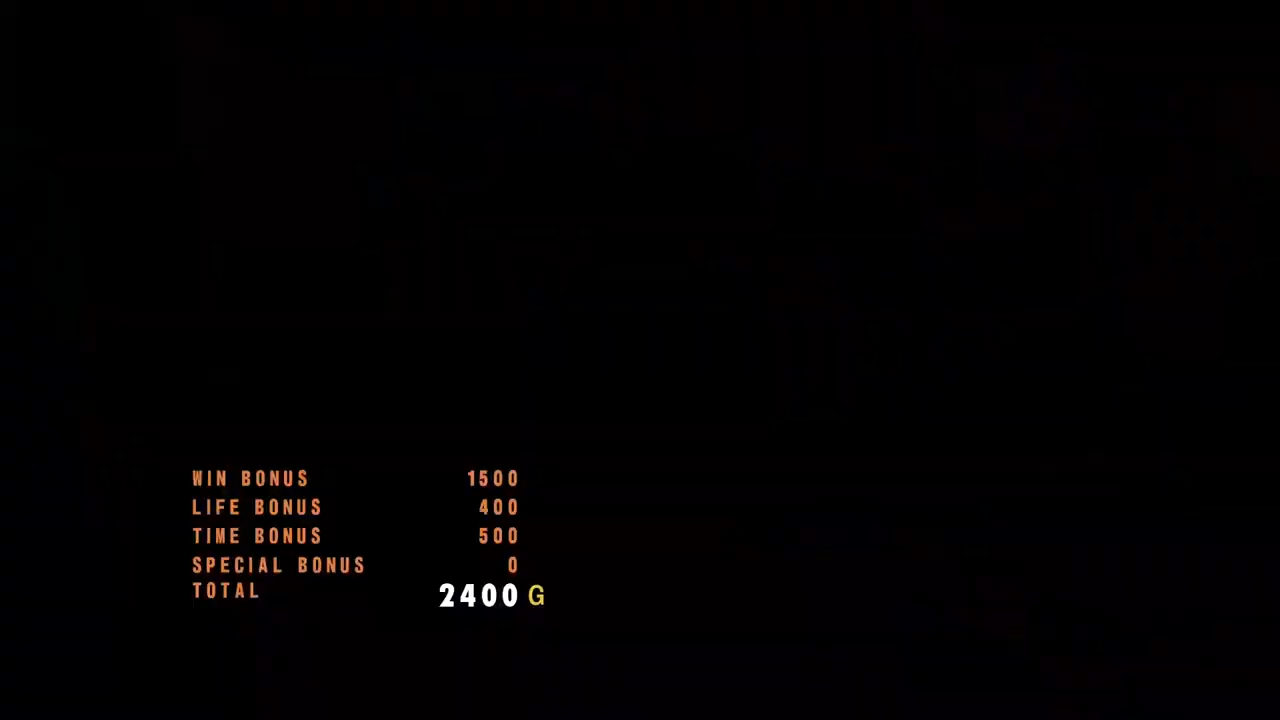 WIN BONUS 1500
LIFE BONUS 400
TIME BONUS 500
SPECIAL BONUS 0
TOTAL 2400 G